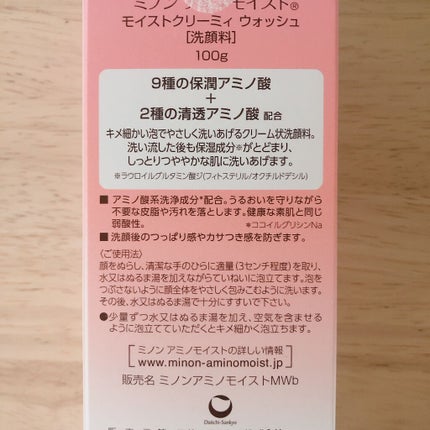 ミノン モイスト®
モイストクリーミィ ウォッシュ
[洗顔料]
100g
9種の保潤アミノ酸
+
2種の清透アミノ酸 配合
キメ細かい泡でやさしく洗いあげるクリーム状洗顔料。
洗い流した後も保湿成分※がとどまり、
しっとりつややかな肌に洗いあげます。
※ラウロイルグルタミン酸ジ(フィトステリル/オクチルドデシル)
■ アミノ酸系洗浄成分*配合。うるおいを守りながら
不要な皮脂や汚れを落とします。健康な素肌と同じ
弱酸性。 *ココイルグリシンNa
■ 洗顔後のつっぱり感やカサつき感を防ぎます。
〈ご使用法〉
顔をぬらし、清潔な手のひらに適量(3センチ程度)を取り、
水又はぬるま湯を加えながらていねいに泡立てます。泡を
つぶさないように顔全体をやさしく包みこむように洗います。
その後、水又はぬるま湯で十分にすすいで下さい。
●少量ずつ水又はぬるま湯を加え、空気を含ませる
ように泡立てていただくとキメ細かく泡立ちます。
[ミノン アミノモイストの詳しい情報
www.minon-aminomoist.jp]
販売名 ミノンアミノモイストMWb
Daiichi-Sankyo